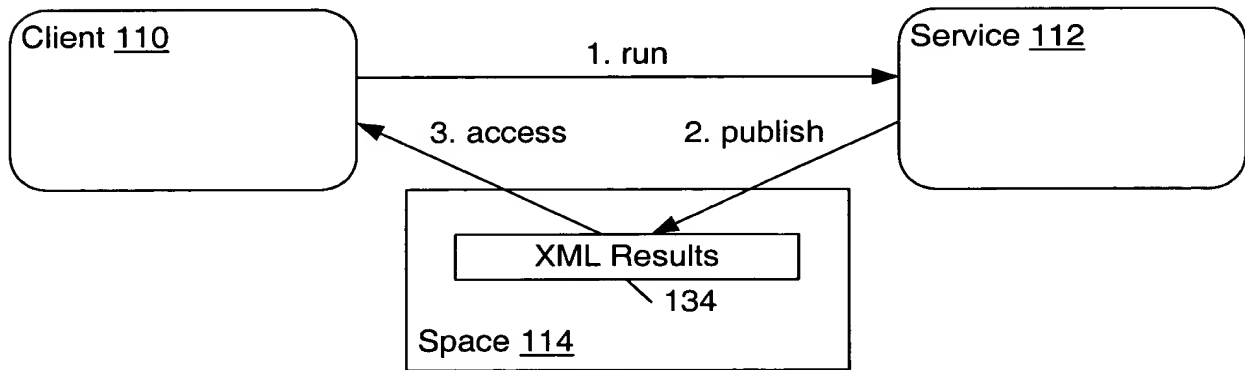 Client 110
Service 112
1. run
3. access
2. publish
XML Results
134
Space 114